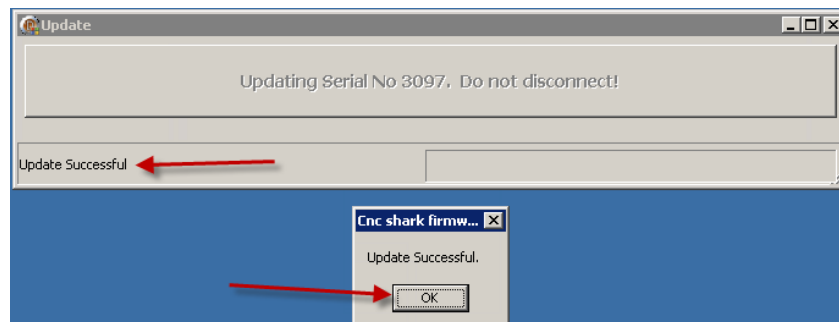 Update
Updating Serial No 3097. Do not disconnect!
Update Successful
Cnc shark firmw...
Update Successful.
OK